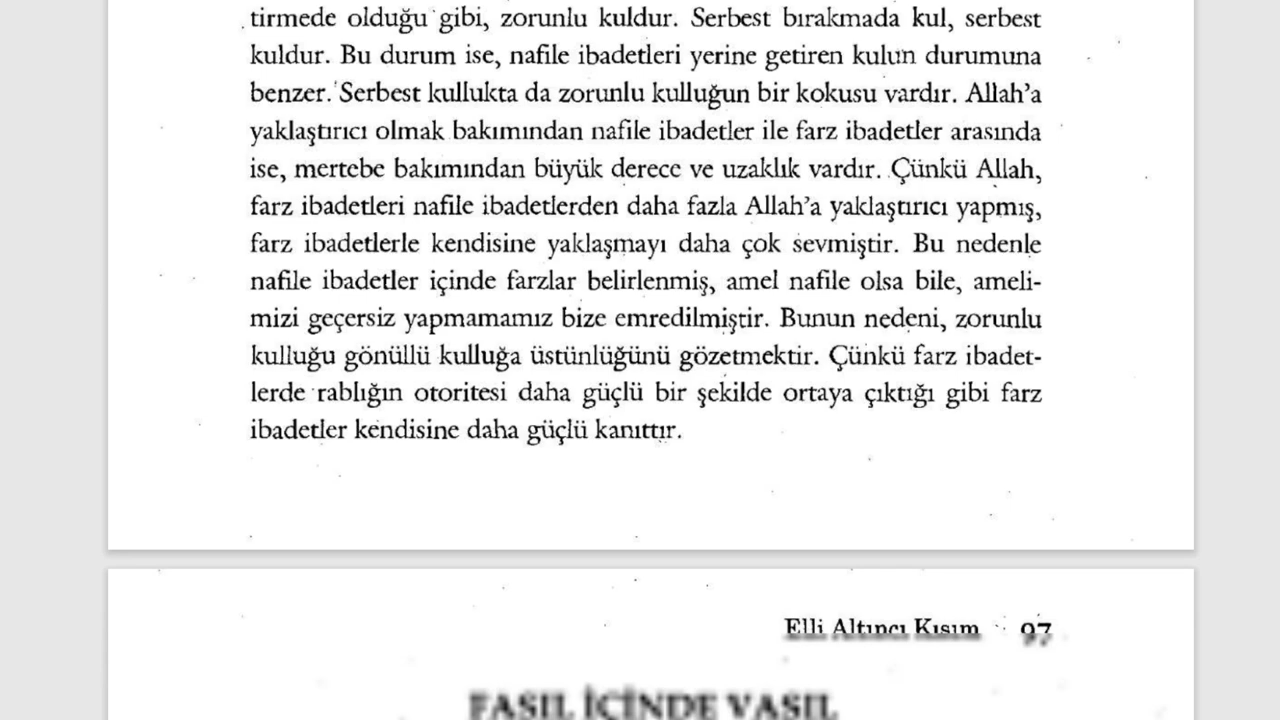 tirmede olduğu gibi, zorunlu kuldur. Serbest bırakmada kul, serbest
kuldur. Bu durum ise, nafile ibadetleri yerine getiren kulun durumuna
benzer. Serbest kullukta da zorunlu kulluğun bir kokusu vardır. Allah'a
yaklaştırıcı olmak bakımından nafile ibadetler ile farz ibadetler arasında
ise, mertebe bakımından büyük derece ve uzaklık vardır. Çünkü Allah,
farz ibadetleri nafile ibadetlerden daha fazla Allah'a yaklaştırıcı yapmış,
farz ibadetlerle kendisine yaklaşmayı daha çok sevmiştir. Bu nedenle
nafile ibadetler içinde farzlar belirlenmiş, amel nafile olsa bile, ameli-
mizi geçersiz yapmamamız bize emredilmiştir. Bunun nedeni, zorunlu
kulluğu gönüllü kulluğa üstünlüğünü gözetmektir. Çünkü farz ibadet-
lerde rablığın otoritesi daha güçlü bir şekilde ortaya çıktığı gibi farz
ibadetler kendisine daha güçlü kanıttır.
Elli Altıncı Kısım 97
FASIL İÇİNDE VASIL